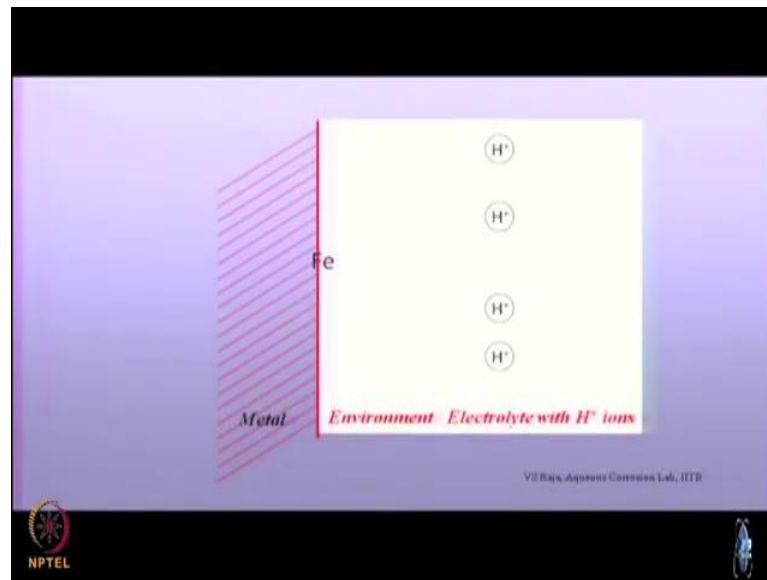 H+
H+
Fe
H+
H+
Metal
Environment Electrolyte with H+ ions
VS Raja, Aqueous Corrosion Lab, IITB
NPTEL